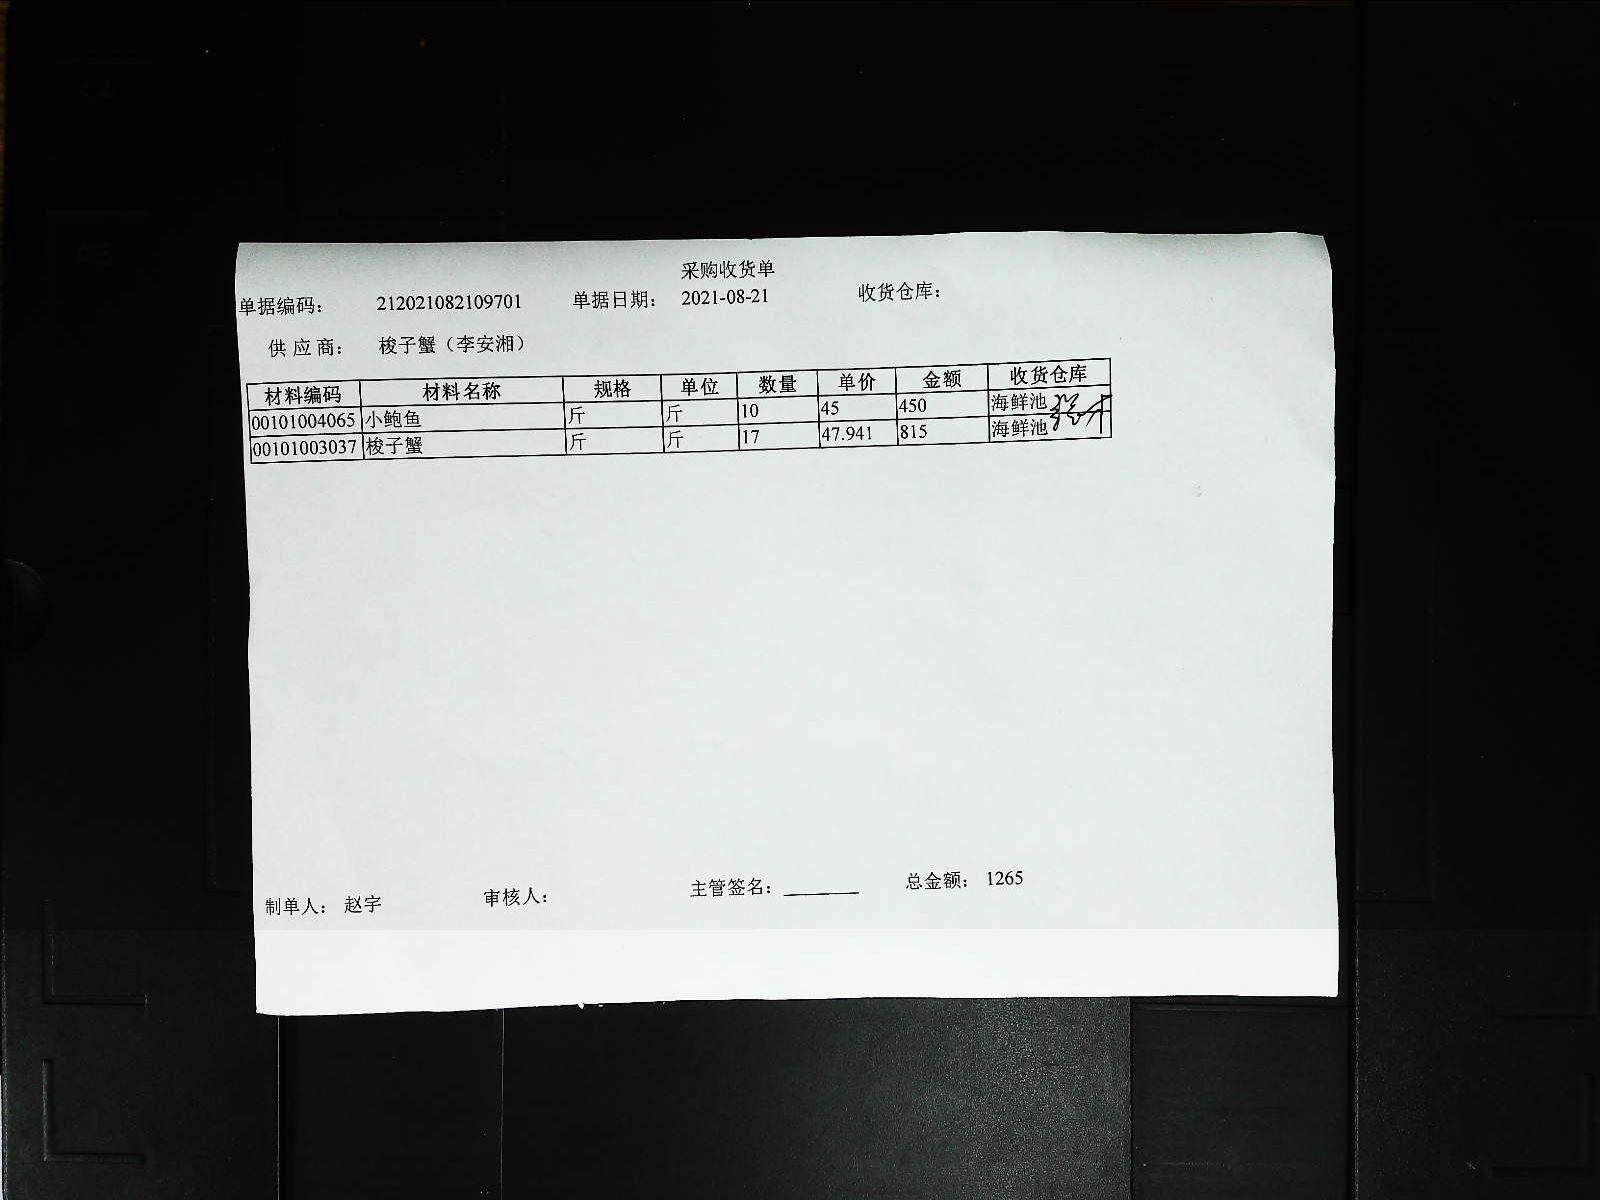 采购收货单
单据编码: 212021082109701 单据日期: 2021-08-21 收货仓库:
供应商: 梭子蟹（李安湘）
材料编码 材料名称 规格 单位 数量 单价 金额 收货仓库
00101004065 小鲍鱼 斤 斤 10 45 450 海鲜池
00101003037 梭子蟹 斤 斤 17 47.941 815 海鲜池
制单人: 赵宇 审核人: 主管签名: ________ 总金额: 1265